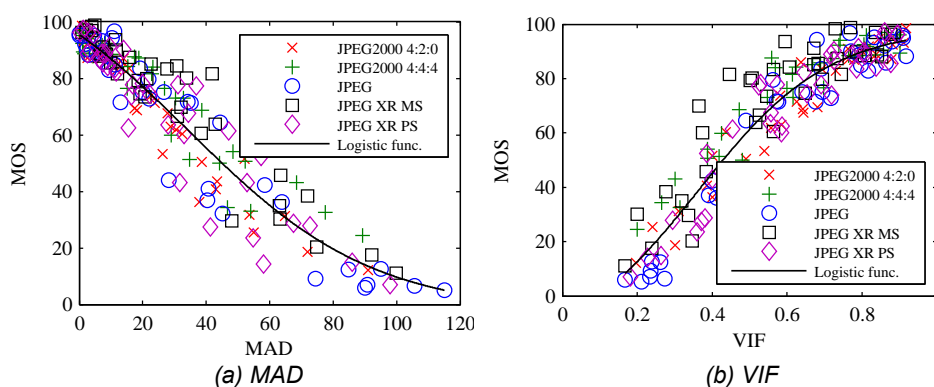 100
80
60
40
20
0
MOS
JPEG2000 4:2:0
JPEG2000 4:4:4
JPEG
JPEG XR MS
JPEG XR PS
Logistic func.
0 20 40 60 80 100 120
MAD
(a) MAD
100
80
60
40
20
0
MOS
JPEG2000 4:2:0
JPEG2000 4:4:4
JPEG
JPEG XR MS
JPEG XR PS
Logistic func.
0 0.2 0.4 0.6 0.8
VIF
(b) VIF